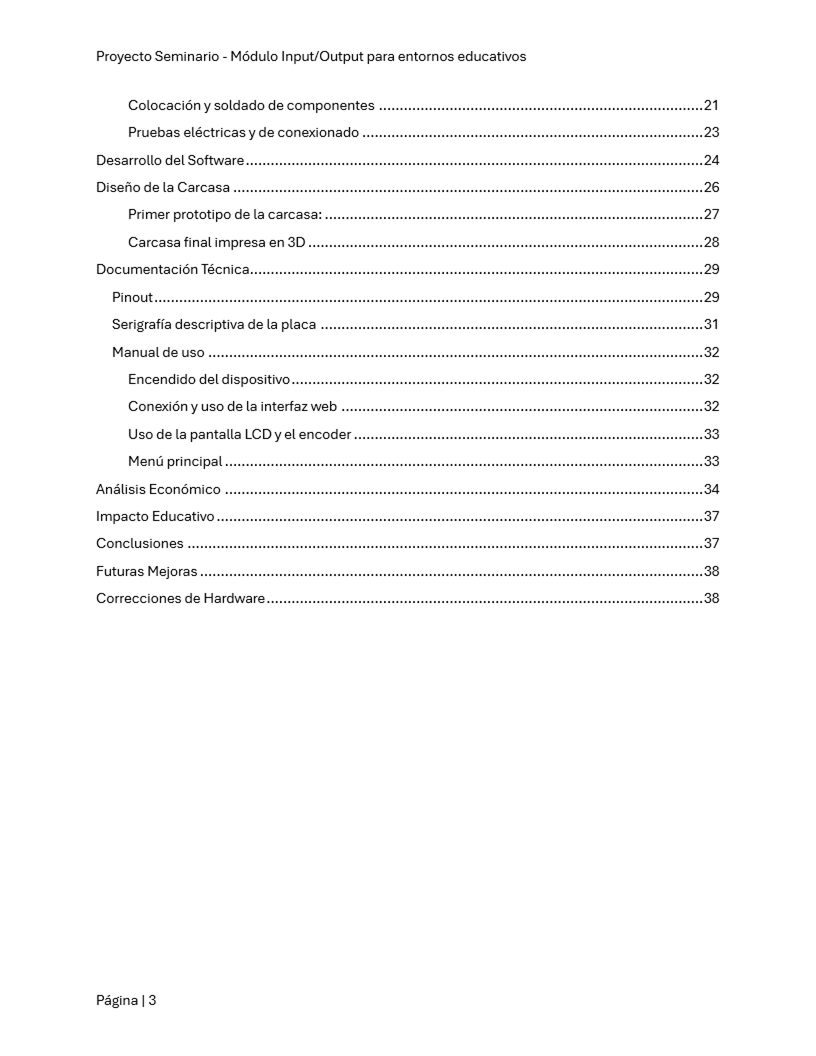 Proyecto Seminario - Módulo Input/Output para entornos educativos
Colocación y soldado de componentes ........................................................................21
Pruebas eléctricas y de conexionado ............................................................................23
Desarrollo del Software......................................................................................................24
Diseño de la Carcasa .........................................................................................................26
Primer prototipo de la carcasa: ....................................................................................27
Carcasa final impresa en 3D ........................................................................................28
Documentación Técnica.....................................................................................................29
Pinout..........................................................................................................................29
Serigrafía descriptiva de la placa .....................................................................................31
Manual de uso ..............................................................................................................32
Encendido del dispositivo............................................................................................32
Conexión y uso de la interfaz web ................................................................................32
Uso de la pantalla LCD y el encoder ..............................................................................33
Menú principal ...........................................................................................................33
Análisis Económico ...........................................................................................................34
Impacto Educativo.............................................................................................................37
Conclusiones ...................................................................................................................37
Futuras Mejoras ................................................................................................................38
Correcciones de Hardware.................................................................................................38
Página | 3